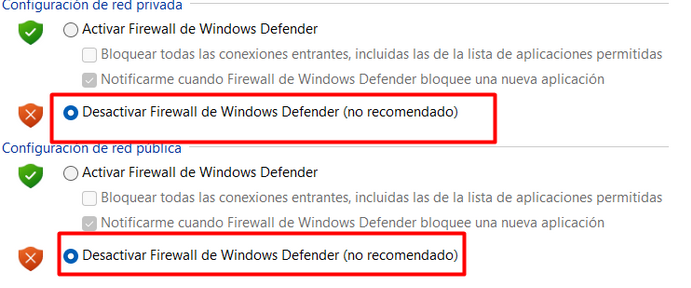 Configuración de red privada
Activar Firewall de Windows Defender
Bloquear todas las conexiones entrantes, incluidas las de la lista de aplicaciones permitidas
Notificarme cuando Firewall de Windows Defender bloquee una nueva aplicación
Desactivar Firewall de Windows Defender (no recomendado)
Configuración de red pública
Activar Firewall de Windows Defender
Bloquear todas las conexiones entrantes, incluidas las de la lista de aplicaciones permitidas
Notificarme cuando Firewall de Windows Defender bloquee una nueva aplicación
Desactivar Firewall de Windows Defender (no recomendado)